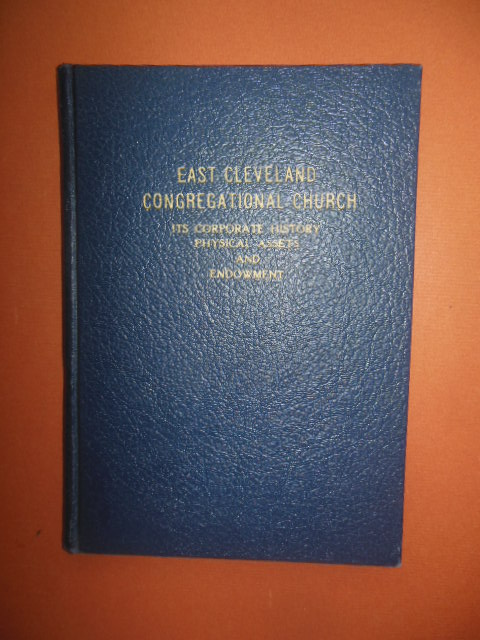 EAST CLEVELAND
CONGREGATIONAL CHURCH
ITS CORPORATE HISTORY
PHYSICAL ASSETS
AND
ENDOWMENT